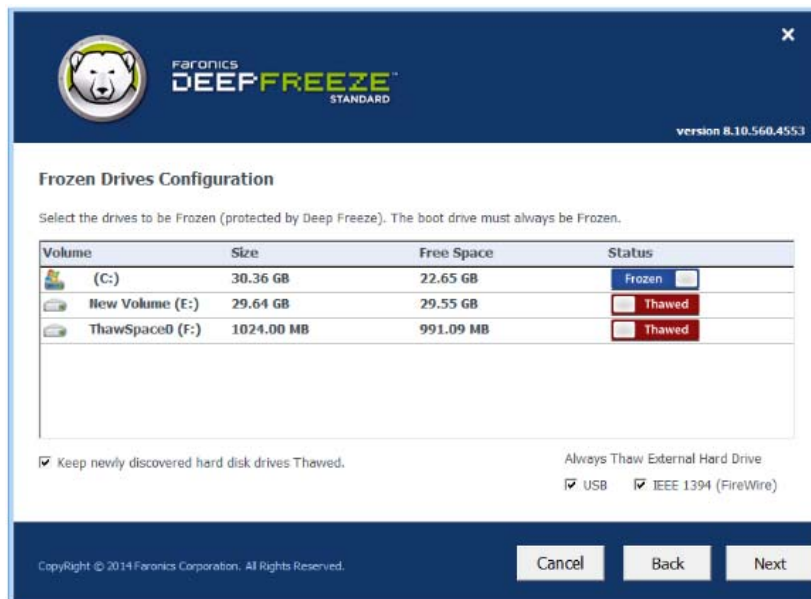 FARONICS
DEEPFREEZE™
STANDARD
version 8.10.560.4553
Frozen Drives Configuration
Select the drives to be Frozen (protected by Deep Freeze). The boot drive must always be Frozen.
Volume Size Free Space Status
(C:) 30.36 GB 22.65 GB Frozen
New Volume (E:) 29.64 GB 29.55 GB Thawed
ThawSpace0 (F:) 1024.00 MB 991.09 MB Thawed
Keep newly discovered hard disk drives Thawed.
Always Thaw External Hard Drive
USB IEEE 1394 (FireWire)
CopyRight © 2014 Faronics Corporation. All Rights Reserved.
Cancel Back Next